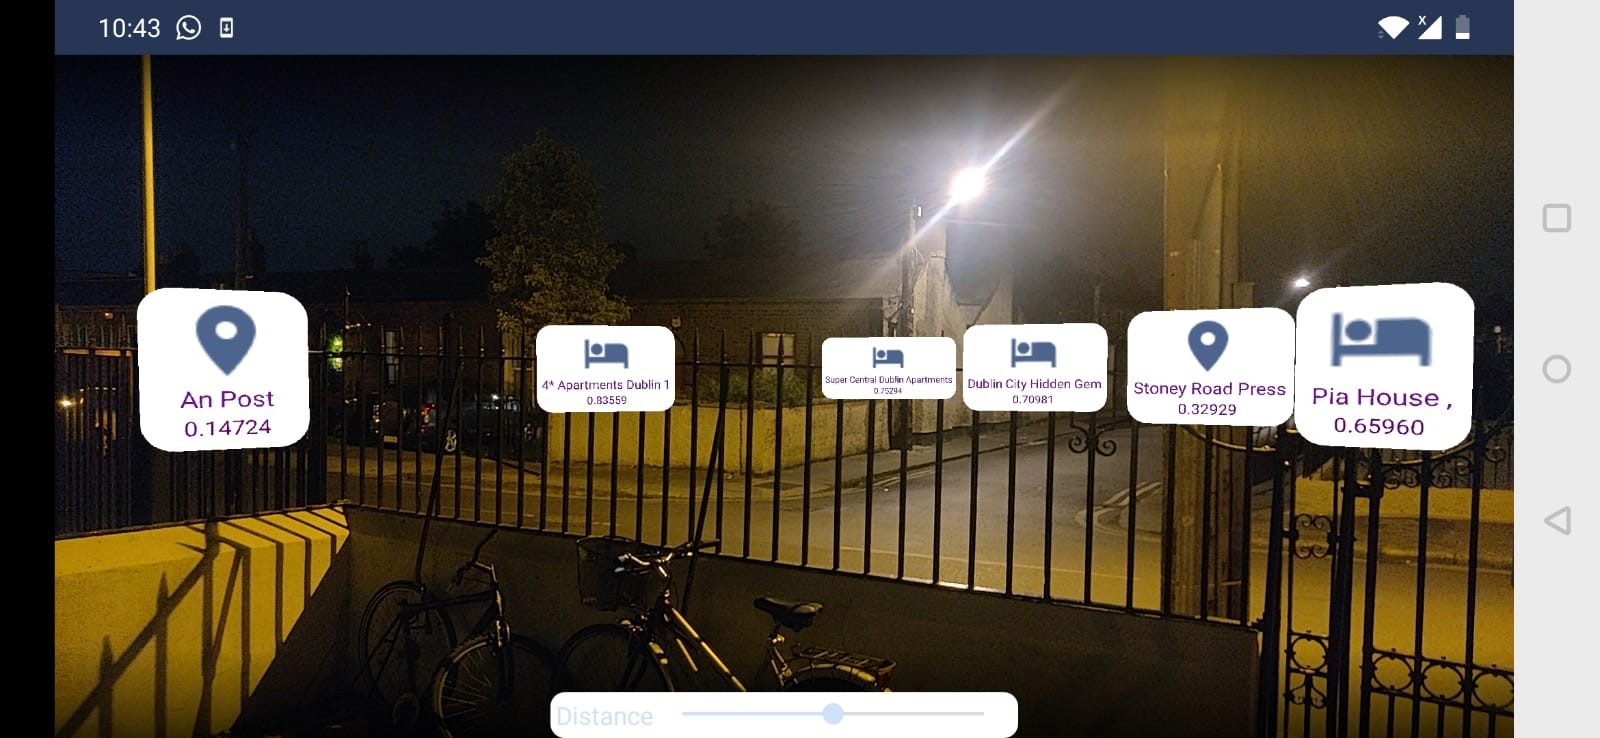 10:43
x
An Post
0.14724
4* Apartments Dublin 1
0.83559
Super Central Dublin Apartments
0.75294
Dublin City Hidden Gem
0.70981
Stoney Road Press
0.32929
Pia House ,
0.65960
Distance